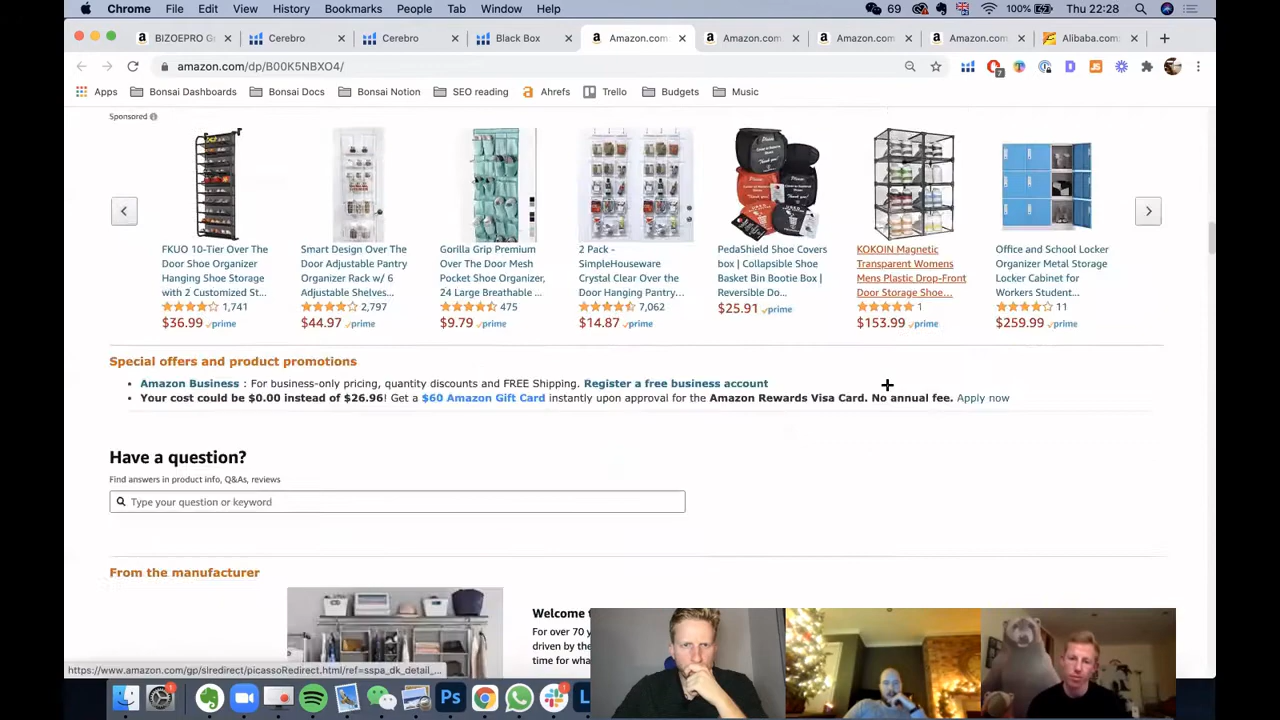 Chrome File Edit View History Bookmarks People Tab Window Help 69 100% Thu 22:28
BIZOEPRO Gr Cerebro Cerebro Black Box Amazon.com Amazon.com Amazon.com Amazon.com Alibaba.com
amazon.com/dp/B00K5NBXO4/ 7
Apps Bonsai Dashboards Bonsai Docs Bonsai Notion SEO reading Ahrefs Trello Budgets Music
Sponsored
FKUO 10-Tier Over The Door Shoe Organizer Hanging Shoe Storage with 2 Customized St...
1,741
$36.99 prime
Smart Design Over The Door Adjustable Pantry Organizer Rack w/ 6 Adjustable Shelves...
2,797
$44.97 prime
Gorilla Grip Premium Over The Door Mesh Pocket Shoe Organizer, 24 Large Breathable ...
475
$9.79 prime
2 Pack - SimpleHouseware Crystal Clear Over the Door Hanging Pantry...
7,062
$14.87 prime
PedaShield Shoe Covers box | Collapsible Shoe Basket Bin Bootie Box | Reversible Do...
$25.91 prime
KOKOIN Magnetic Transparent Womens Mens Plastic Drop-Front Door Storage Shoe...
1
$153.99 prime
Office and School Locker Organizer Metal Storage Locker Cabinet for Workers Student...
11
$259.99 prime
Special offers and product promotions
Amazon Business : For business-only pricing, quantity discounts and FREE Shipping. Register a free business account
Your cost could be $0.00 instead of $26.96! Get a $60 Amazon Gift Card instantly upon approval for the Amazon Rewards Visa Card. No annual fee. Apply now
Have a question?
Find answers in product info, Q&As, reviews
Type your question or keyword
From the manufacturer
Welcome
For over 70 y
driven by the
time for wha
https://www.amazon.com/gp/slredirect/picassoRedirect.html/ref=sspa_dk_detail_...
1 Ps 1 L